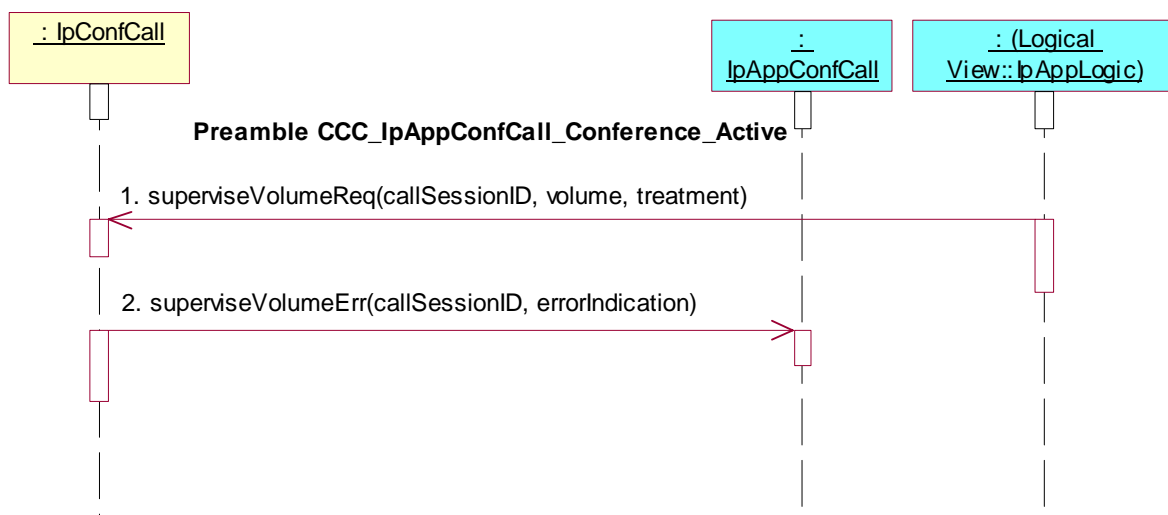 : IpConfCall
:
IpAppConfCall
: (Logical
View::IpAppLogic)
Preamble CCC_IpAppConfCall_Conference_Active
1. superviseVolumeReq(callSessionID, volume, treatment)
2. superviseVolumeErr(callSessionID, errorIndication)